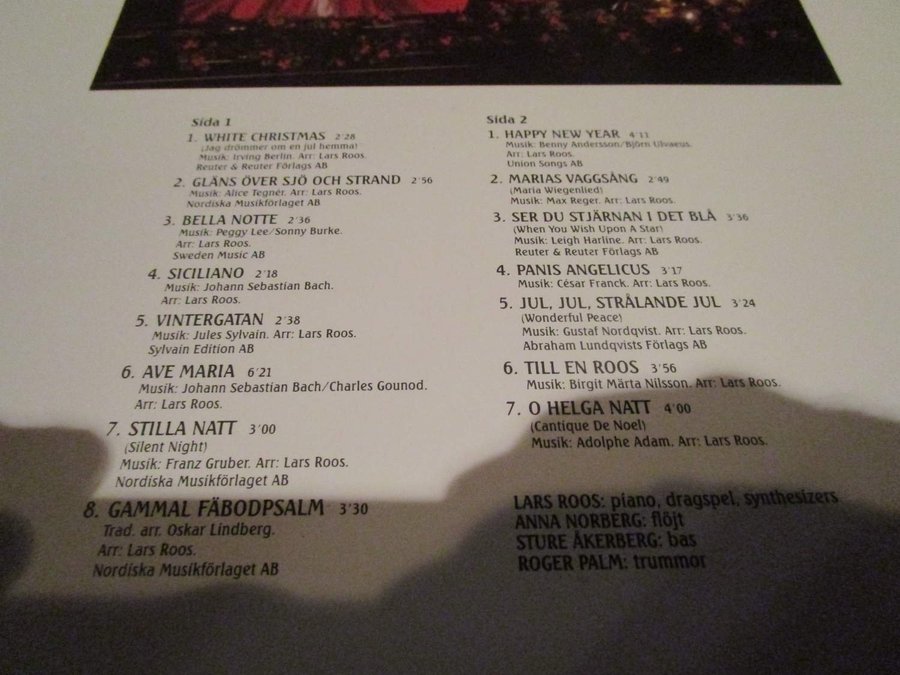 Sida 1
1. WHITE CHRISTMAS 2'28
(Jag drömmer om en jul hemma)
Musik: Irving Berlin. Arr: Lars Roos.
Reuter & Reuter Förlags AB
2. GLÄNS ÖVER SJÖ OCH STRAND 2'56
Musik: Alice Tegnér. Arr: Lars Roos.
Nordiska Musikförlaget AB
3. BELLA NOTTE 2'36
Musik: Peggy Lee/Sonny Burke.
Arr: Lars Roos.
Sweden Music AB
4. SICILIANO 2'18
Musik: Johann Sebastian Bach.
Arr: Lars Roos.
5. VINTERGATAN 2'38
Musik: Jules Sylvain. Arr: Lars Roos.
Sylvain Edition AB
6. AVE MARIA 6'21
Musik: Johann Sebastian Bach/Charles Gounod.
Arr: Lars Roos.
7. STILLA NATT 3'00
(Silent Night)
Musik: Franz Gruber. Arr: Lars Roos.
Nordiska Musikförlaget AB
8. GAMMAL FÄBODPSALM 3'30
Trad. arr. Oskar Lindberg.
Arr: Lars Roos.
Nordiska Musikförlaget AB
Sida 2
1. HAPPY NEW YEAR 4'11
Musik: Benny Andersson/Björn Ulvaeus.
Arr: Lars Roos.
Union Songs AB
2. MARIAS VAGGSÅNG 2'49
(Maria Wiegenlied)
Musik: Max Reger. Arr: Lars Roos.
3. SER DU STJÄRNAN I DET BLÅ 3'36
(When You Wish Upon A Star)
Musik: Leigh Harline. Arr: Lars Roos.
Reuter & Reuter Förlags AB
4. PANIS ANGELICUS 3'17
Musik: César Franck. Arr: Lars Roos.
5. JUL, JUL, STRÅLANDE JUL 3'24
(Wonderful Peace)
Musik: Gustaf Nordqvist. Arr: Lars Roos.
Abraham Lundqvists Förlag AB
6. TILL EN ROOS 3'56
Musik: Birgit Märta Nilsson. Arr: Lars Roos.
7. O HELGA NATT 4'00
(Cantique De Noel)
Musik: Adolphe Adam. Arr: Lars Roos.
LARS ROOS: piano, dragspel, synthesizers
ANNA NORBERG: flöjt
STURE ÅKERBERG: bas
ROGER PALM: trummor